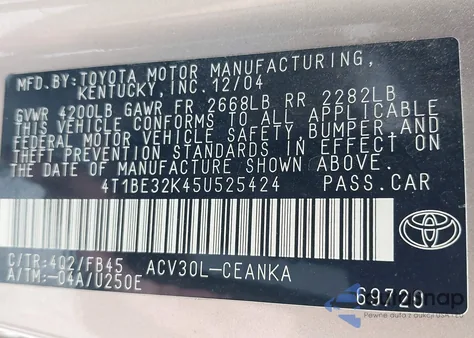 MFD. BY: TOYOTA MOTOR MANUFACTURING,
KENTUCKY, INC. 12/04
GVWR 4200LB GAWR FR 2668LB RR 2282LB
THIS VEHICLE CONFORMS TO ALL APPLICABLE
FEDERAL MOTOR VEHICLE SAFETY, BUMPER, AND
THEFT PREVENTION STANDARDS IN EFFECT ON
THE DATE OF MANUFACTURE SHOWN ABOVE.
4T1BE32K45U525424 PASS.CAR
C/TR: 4Q2/FB45 ACV30L-CEANKA
A/TM:-04A/U250E 69720
TOYOTA